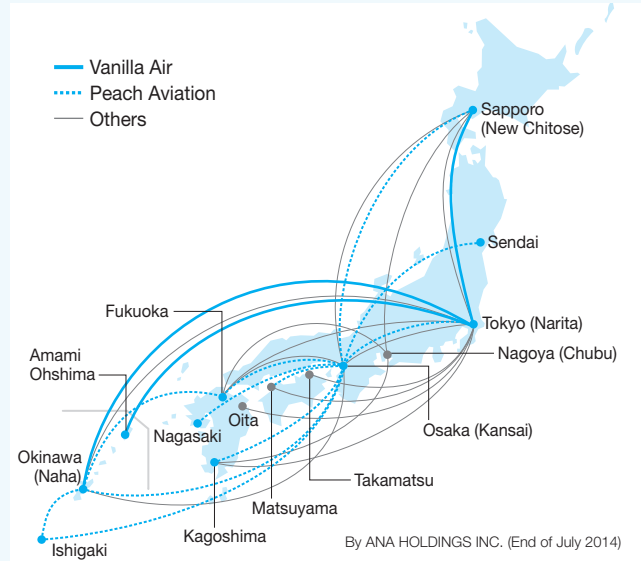 Vanilla Air
Peach Aviation
Others
Sapporo
(New Chitose)
Sendai
Fukuoka
Tokyo (Narita)
Nagoya (Chubu)
Amami
Ohshima
Oita
Nagasaki
Osaka (Kansai)
Okinawa
(Naha)
Takamatsu
Matsuyama
Kagoshima
Ishigaki
By ANA HOLDINGS INC. (End of July 2014)